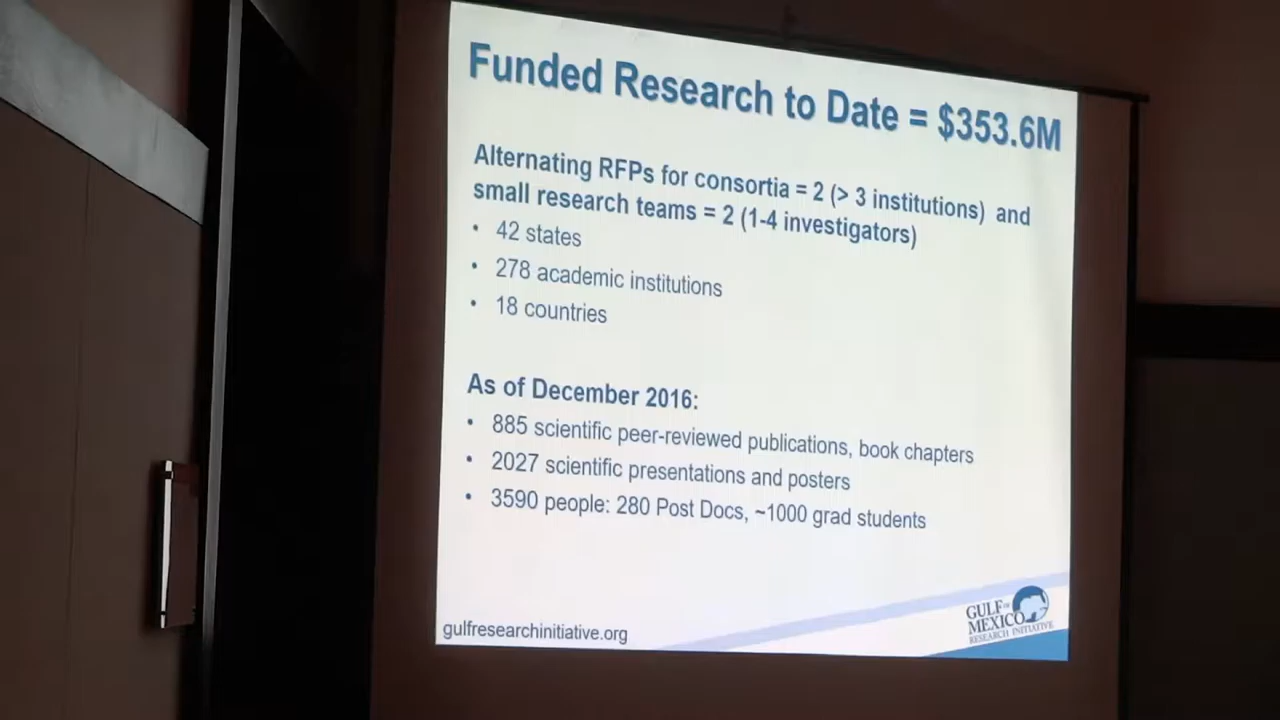 Funded Research to Date = $353.6M
Alternating RFPs for consortia = 2 (> 3 institutions) and
small research teams = 2 (1-4 investigators)
• 42 states
• 278 academic institutions
• 18 countries
As of December 2016:
• 885 scientific peer-reviewed publications, book chapters
• 2027 scientific presentations and posters
• 3590 people: 280 Post Docs, ~1000 grad students
gulfresearchinitiative.org
GULF OF
MEXICO
RESEARCH INITIATIVE